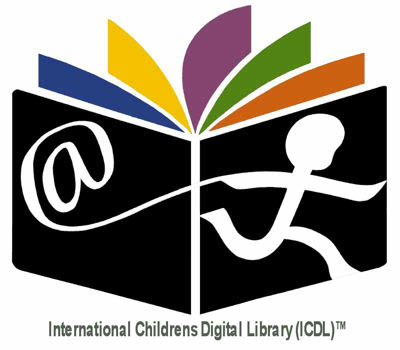 @
International Childrens Digital Library (ICDL)™